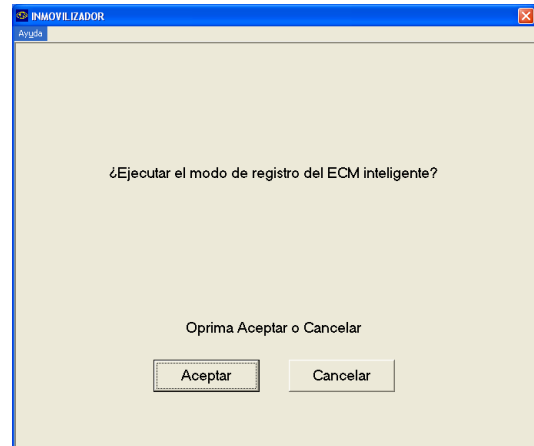 INMOVILIZADOR
Ayuda
¿Ejecutar el modo de registro del ECM inteligente?
Oprima Aceptar o Cancelar
Aceptar
Cancelar